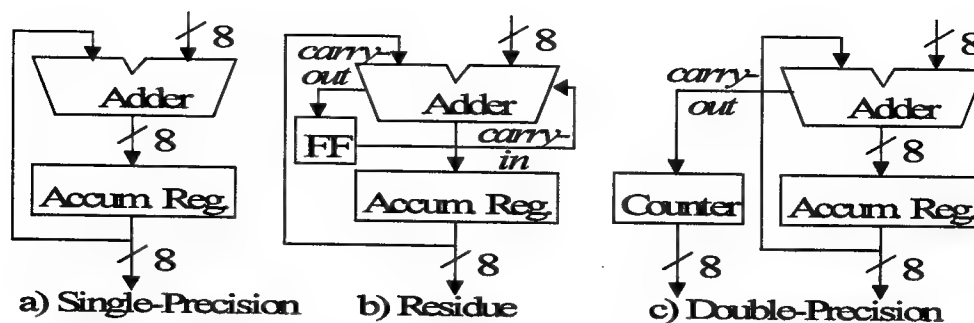 8
Adder
8
Accum Reg.
8
a) Single-Precision
8
carry-
out
Adder
FF
carry-
in
Accum Reg.
8
b) Residue
8
carry-
out
Adder
8
Counter
Accum Reg.
8
8
c) Double-Precision